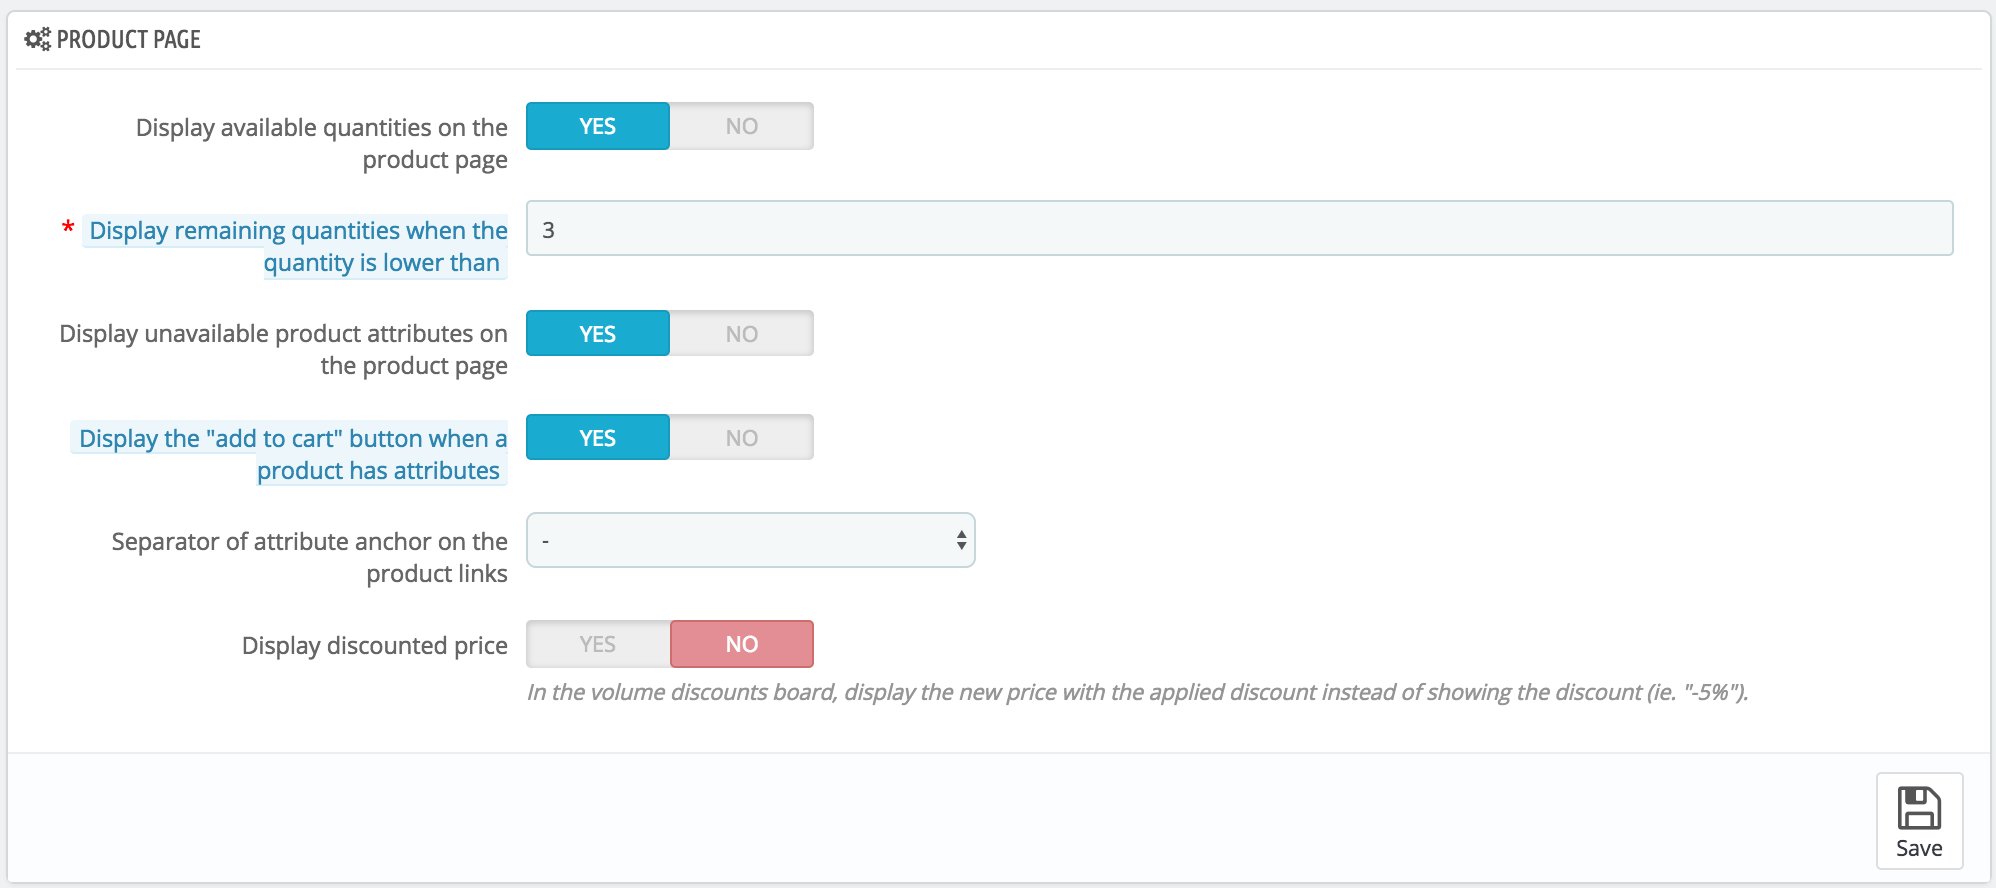 PRODUCT PAGE
Display available quantities on the
product page
YES NO
* Display remaining quantities when the
quantity is lower than
3
Display unavailable product attributes on
the product page
YES NO
Display the "add to cart" button when a
product has attributes
YES NO
Separator of attribute anchor on the
product links
-
Display discounted price
YES NO
In the volume discounts board, display the new price with the applied discount instead of showing the discount (ie. "-5%").
Save